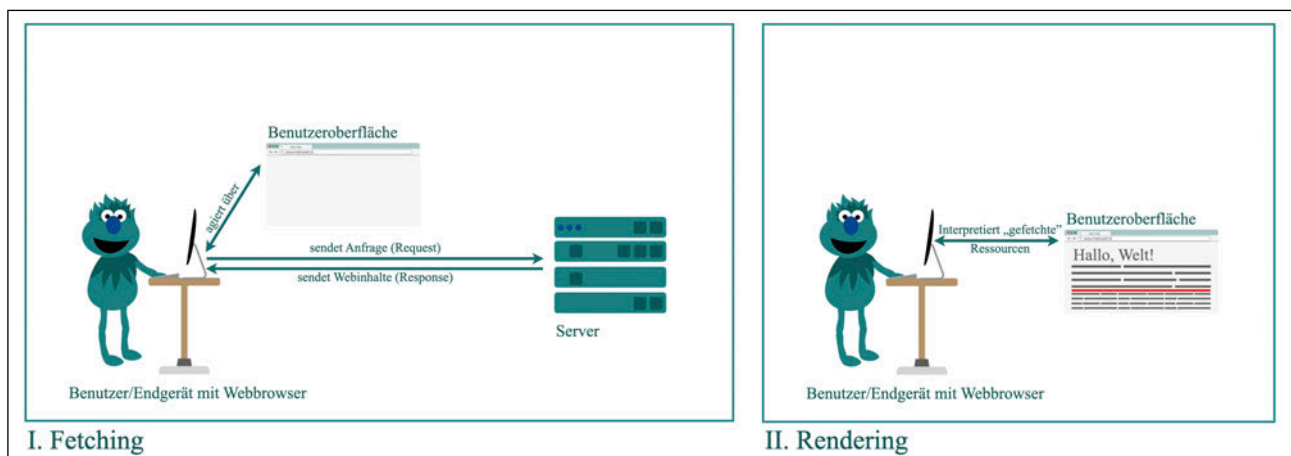 Benutzeroberfläche
agiert über
sendet Anfrage (Request)
sendet Webinhalte (Response)
Server
Benutzer/Endgerät mit Webbrowser
I. Fetching
Interpretiert „gefetchte”
Ressourcen
Benutzeroberfläche
Hallo, Welt!
Benutzer/Endgerät mit Webbrowser
II. Rendering